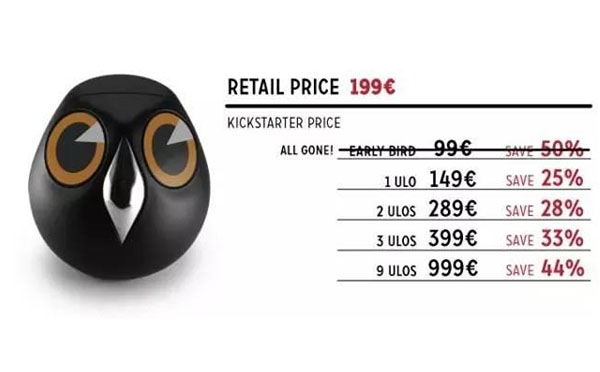 RETAIL PRICE 199€
KICKSTARTER PRICE
ALL GONE! EARLY BIRD 99€ SAVE 50%
1 ULO 149€ SAVE 25%
2 ULOS 289€ SAVE 28%
3 ULOS 399€ SAVE 33%
9 ULOS 999€ SAVE 44%